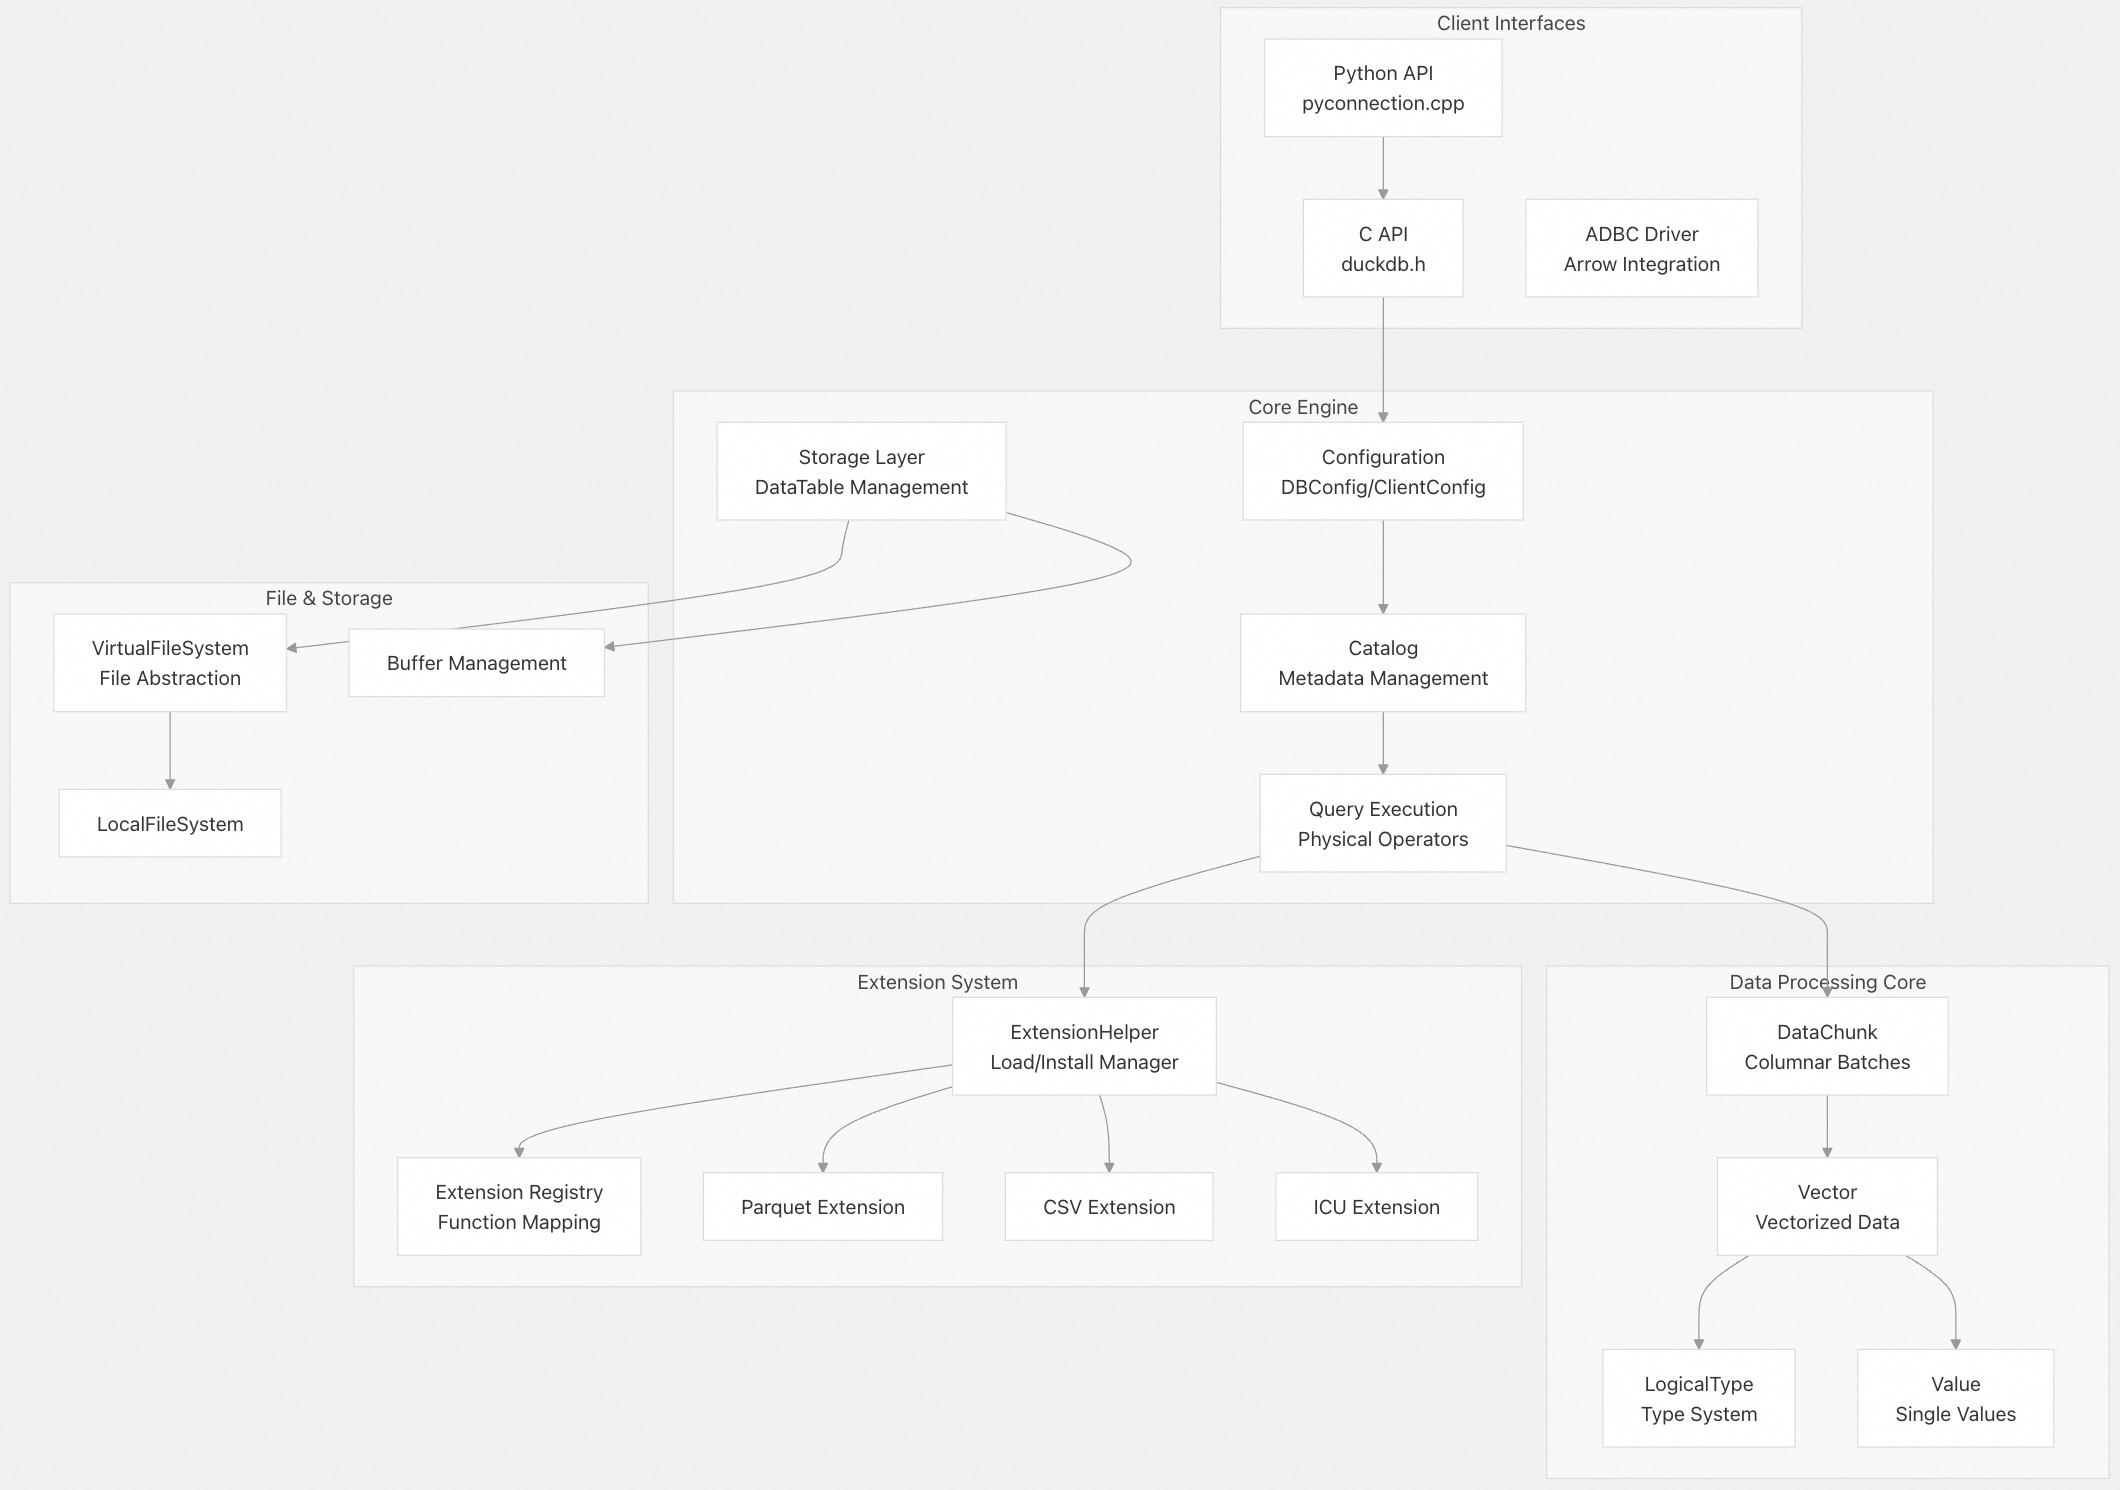 Client Interfaces
Python API
pyconnection.cpp
C API
duckdb.h
ADBC Driver
Arrow Integration
Core Engine
Storage Layer
DataTable Management
Configuration
DBConfig/ClientConfig
File & Storage
VirtualFileSystem
File Abstraction
Buffer Management
Catalog
Metadata Management
LocalFileSystem
Query Execution
Physical Operators
Extension System
ExtensionHelper
Load/Install Manager
Extension Registry
Function Mapping
Parquet Extension
CSV Extension
ICU Extension
Data Processing Core
DataChunk
Columnar Batches
Vector
Vectorized Data
LogicalType
Type System
Value
Single Values